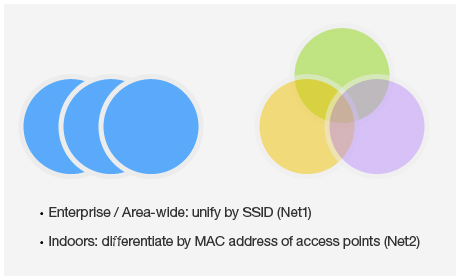 • Enterprise / Area-wide: unify by SSID (Net1)
• Indoors: differentiate by MAC address of access points (Net2)